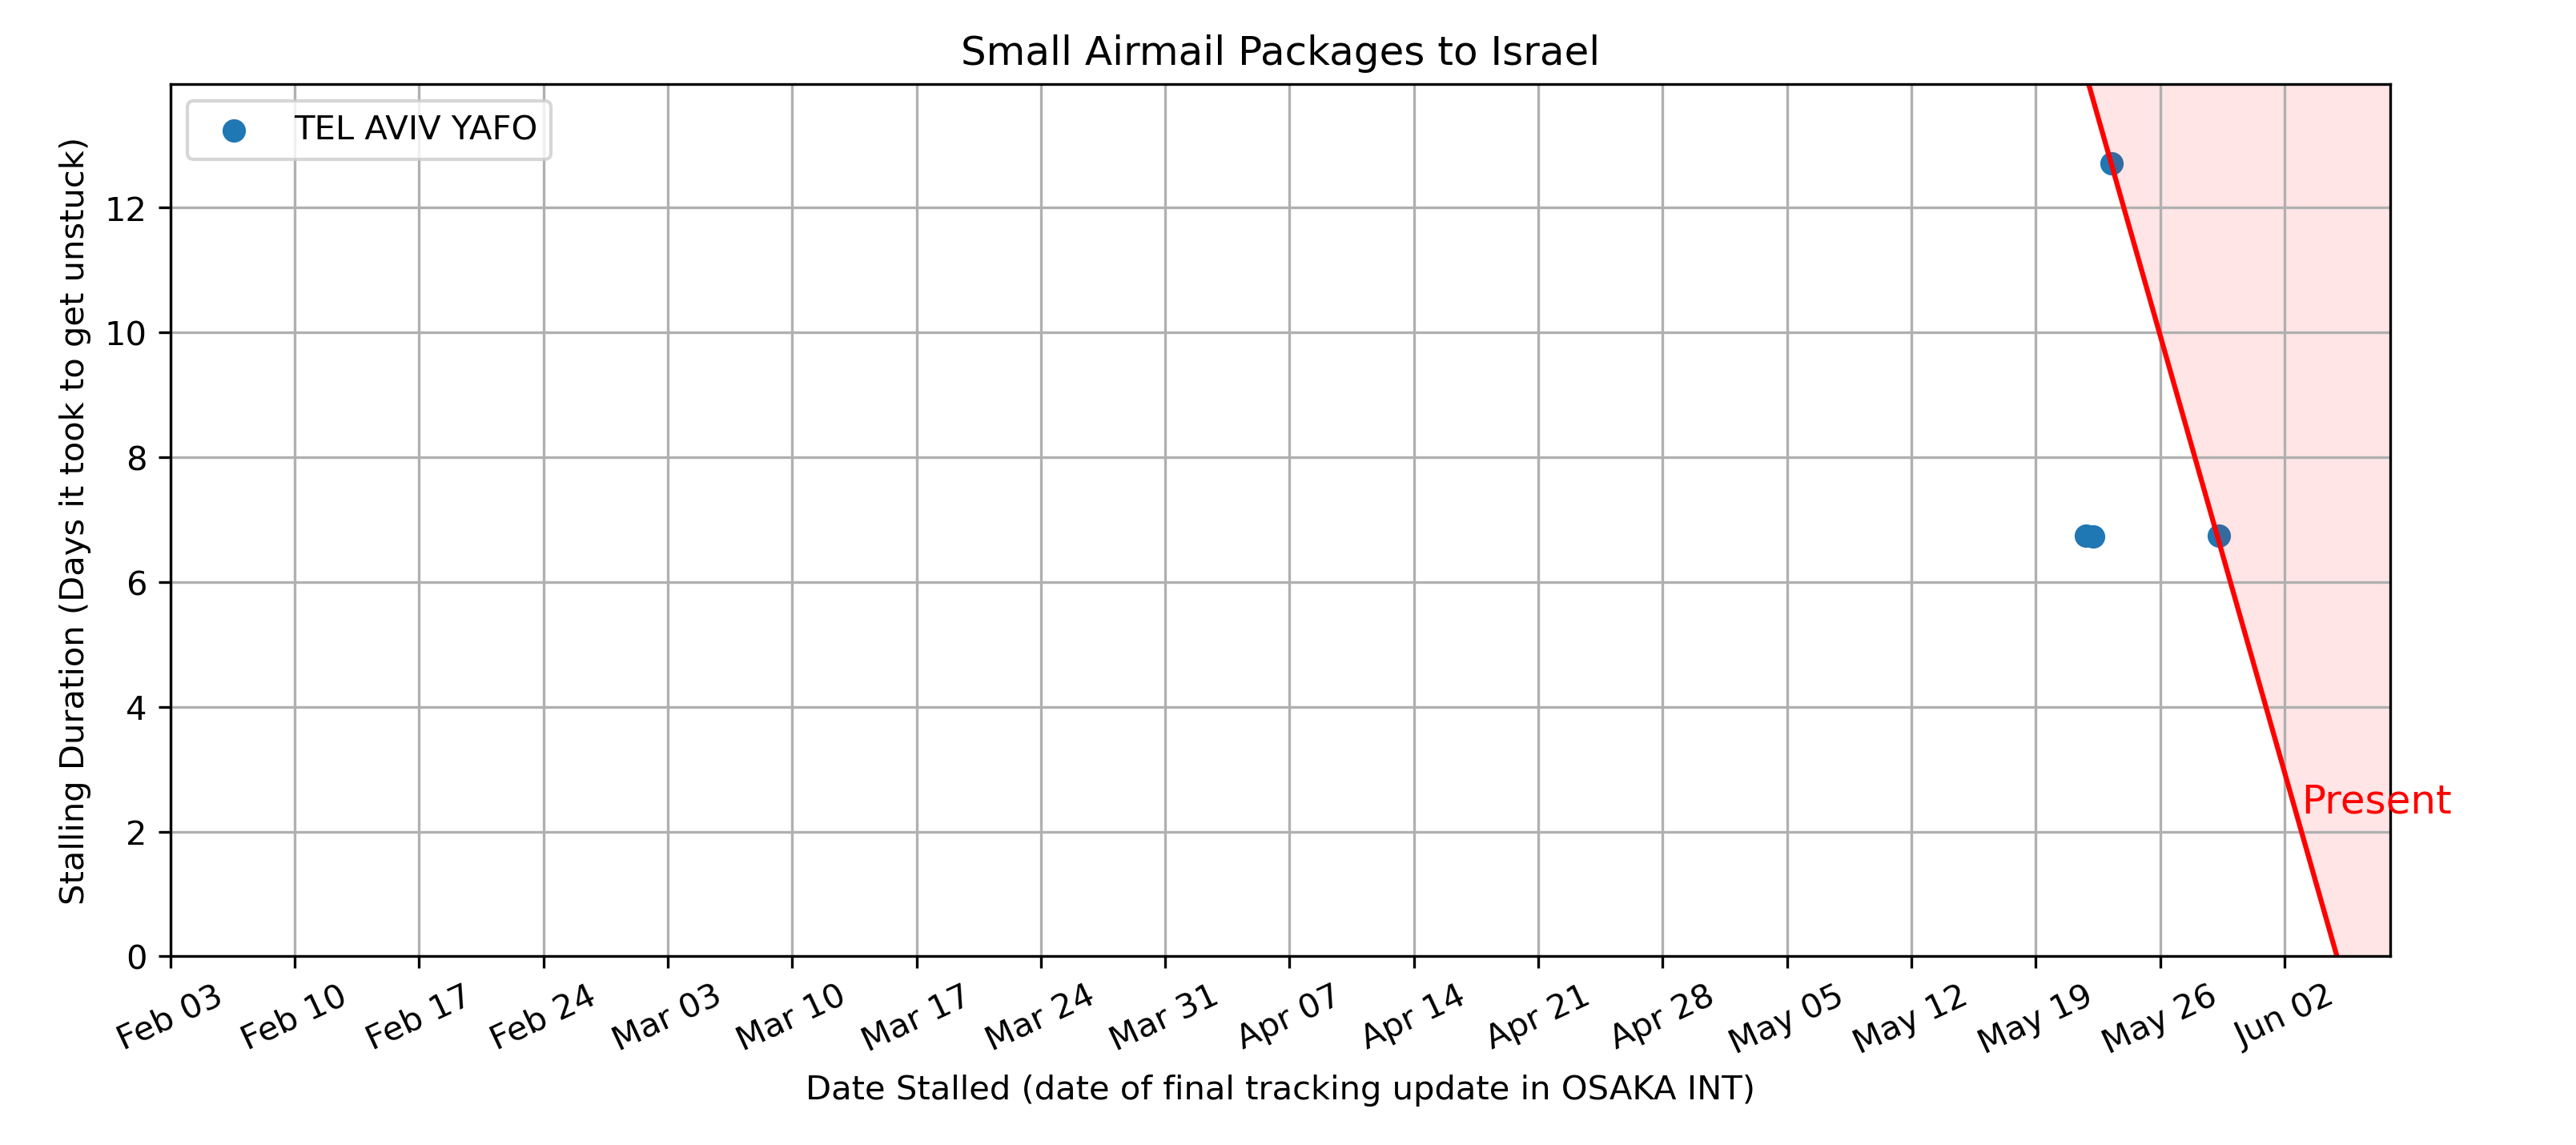 Small Airmail Packages to Israel
TEL AVIV YAFO
Stalling Duration (Days it took to get unstuck)
12
10
8
6
4
2
0
Present
Feb 03
Feb 10
Feb 17
Feb 24
Mar 03
Mar 10
Mar 17
Mar 24
Mar 31
Apr 07
Apr 14
Apr 21
Apr 28
May 05
May 12
May 19
May 26
Jun 02
Date Stalled (date of final tracking update in OSAKA INT)